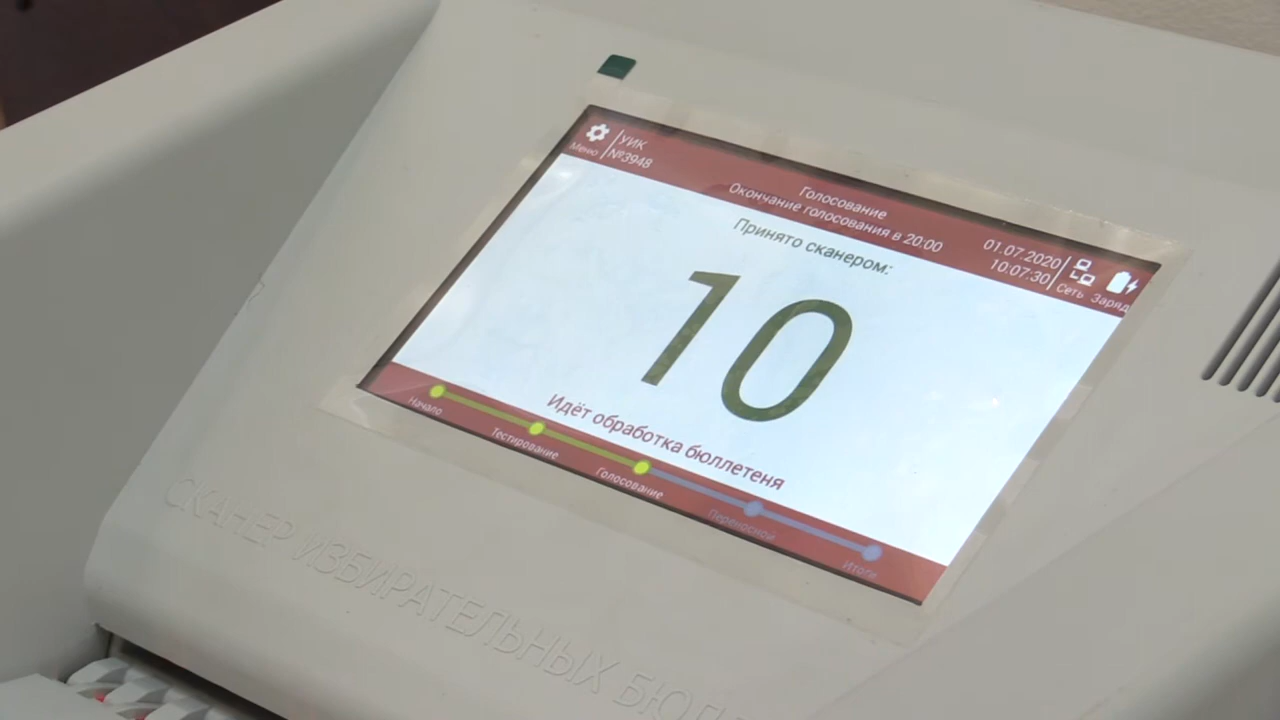 Меню
УИК
№3948
Голосование
Окончание голосования в 20:00
01.07.2020
10:07:30
Сеть
Заряд
Принято сканером:
10
Идёт обработка бюллетеня
Начало
Тестирование
Голосование
Переносной
Итоги
СКАНЕР ИЗБИРАТЕЛЬНЫХ